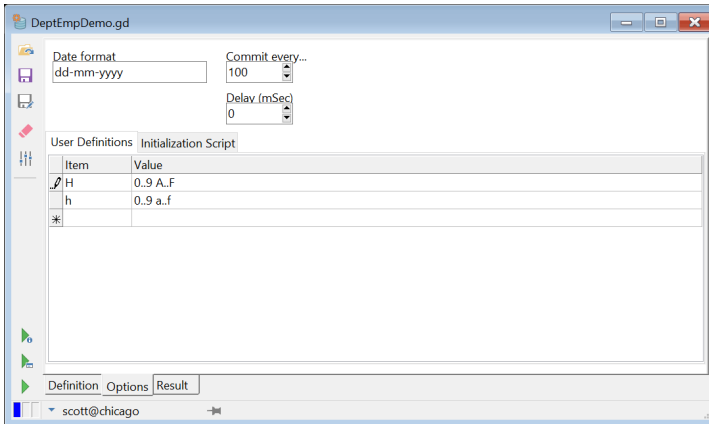 DeptEmpDemo.gd
Date format
Commit every...
dd-mm-yyyy
100
Delay (mSec)
0
User Definitions
Initialization Script
Item
Value
H
0..9 A..F
h
0..9 a..f
Definition
Options
Result
scott@chicago